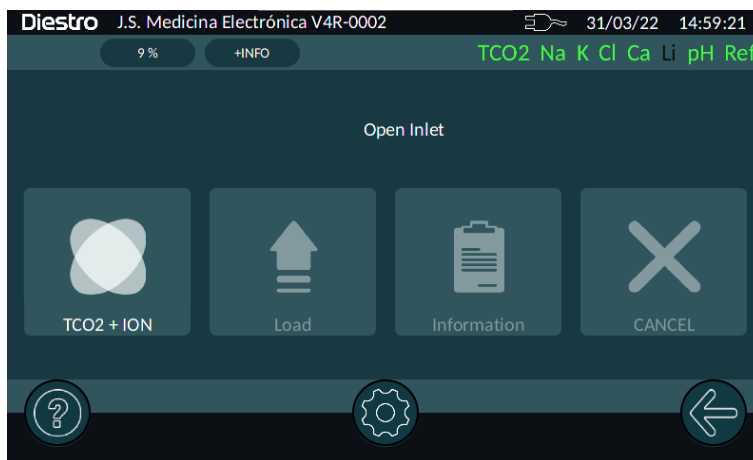 Diestro J.S. Medicina Electrónica V4R-0002 31/03/22 14:59:21
9 % +INFO TCO2 Na K Cl Ca Li pH Ref
Open Inlet
TCO2 + ION Load Information CANCEL
?